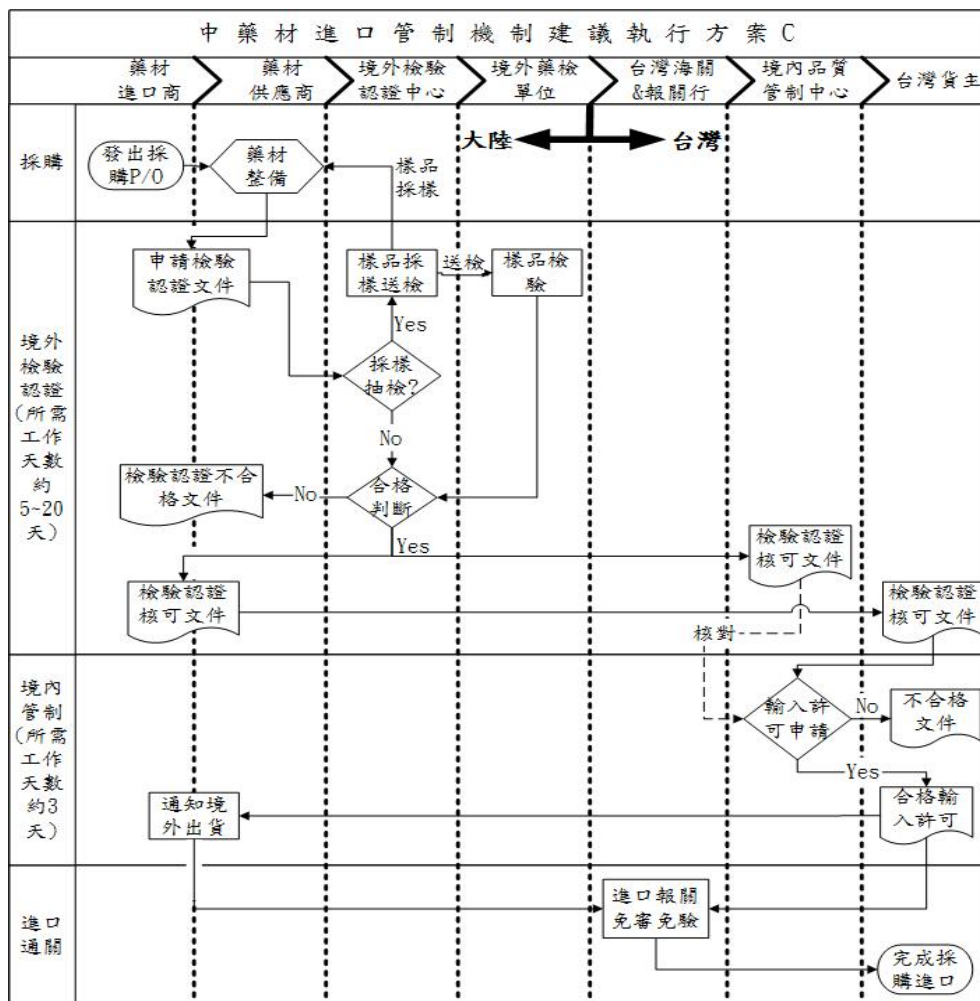 中藥材進口管制機制建議執行方案C
藥材
進口商
藥材
供應商
境外檢驗
認證中心
境外藥檢
單位
台灣海關
&報關行
境內品質
管制中心
台灣貨主
大陸
台灣
採購
發出採
購P/O
藥材
整備
樣品
採樣
境外
檢驗
認證
(所需
工作
天數
約
5~20
天)
申請檢驗
認證文件
樣品採
樣送檢
送檢
樣品檢
驗
Yes
採樣
抽檢?
No
檢驗認證不合
格文件
No
合格
判斷
Yes
檢驗認證
核可文件
檢驗認證
核可文件
檢驗認證
核可文件
核對
境內
管制
(所需
工作
天數
約3
天)
輸入許
可申請
No
不合格
文件
Yes
通知境
外出貨
合格輸
入許可
進口
通關
進口報關
免審免驗
完成採
購進口